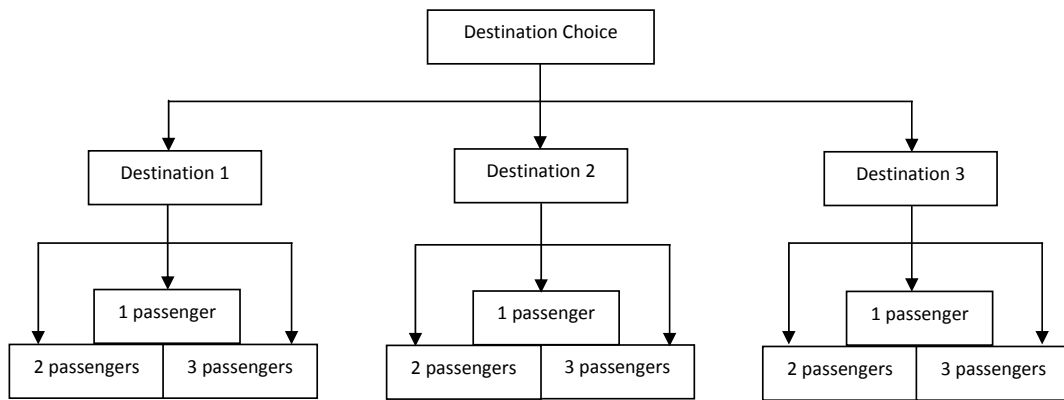 Destination Choice
Destination 1
Destination 2
Destination 3
1 passenger
1 passenger
1 passenger
2 passengers
3 passengers
2 passengers
3 passengers
2 passengers
3 passengers